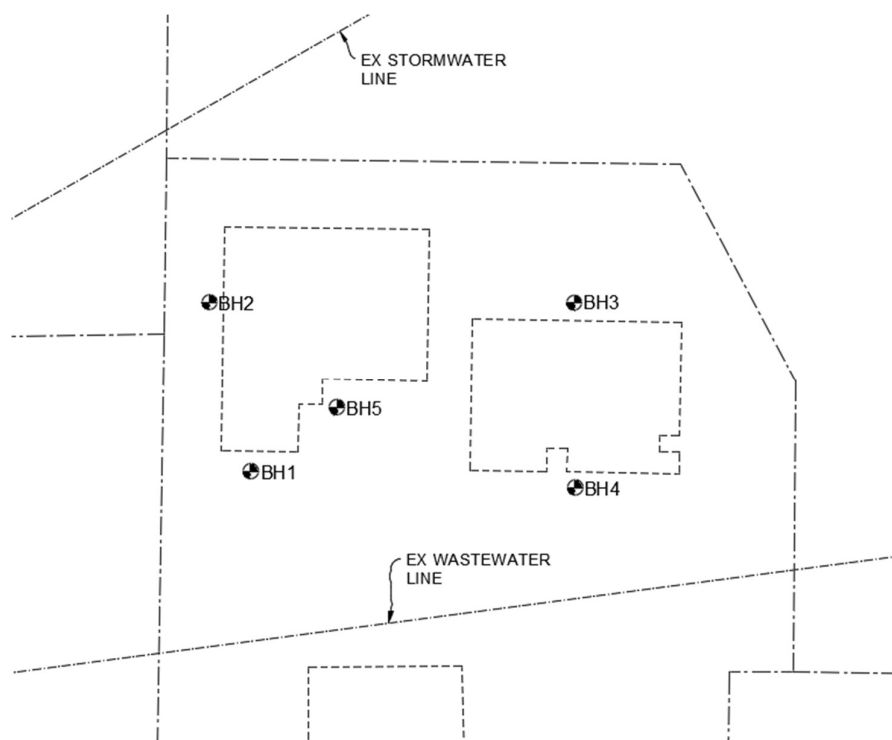 EX STORMWATER
LINE
BH2
BH3
BH5
BH1
BH4
EX WASTEWATER
LINE